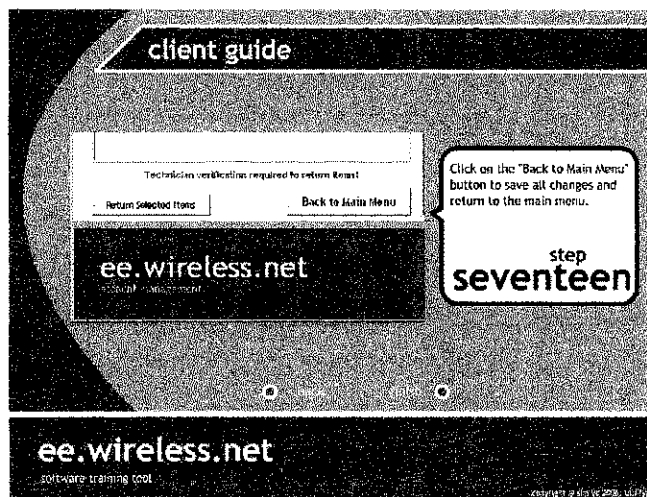 client guide
Technician verification required to return items!
Return Selected Items
Back to Main Menu
Click on the "Back to Main Menu"
button to save all changes and
return to the main menu.
step
seventeen
ee.wireless.net
ee.wireless.net
software training tool